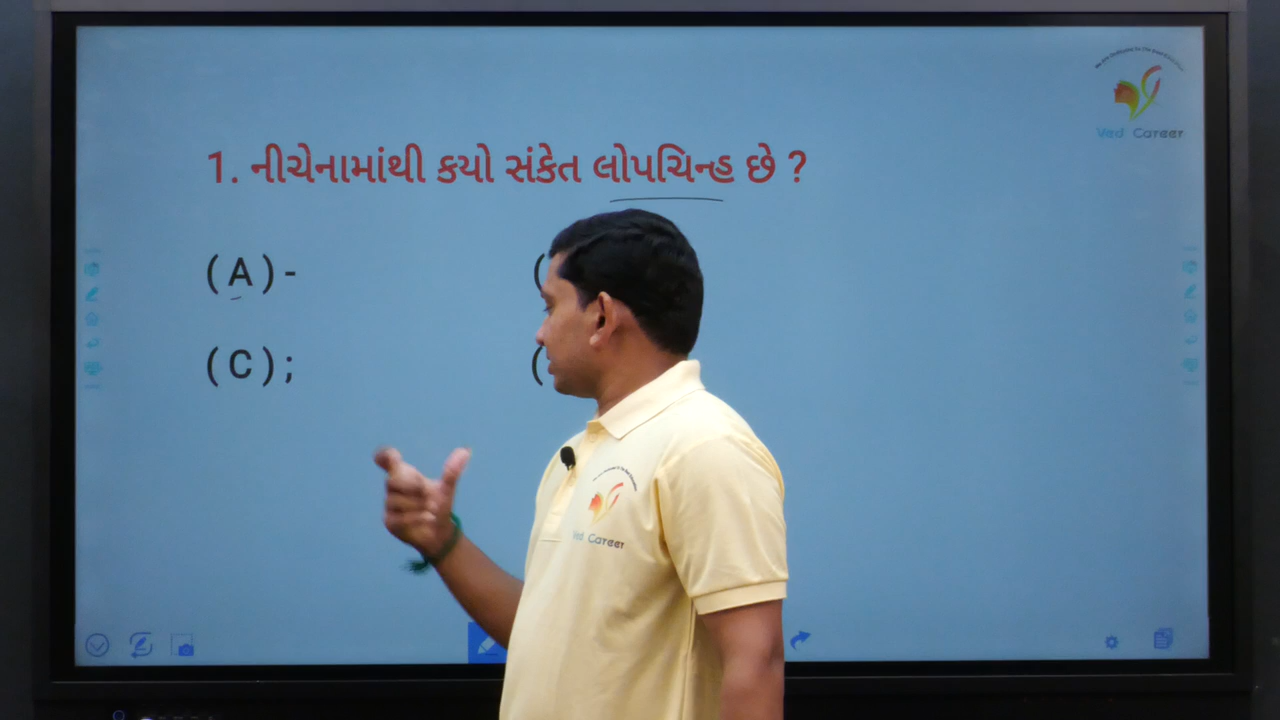 Ved Career
1. નીચેનામાંથી કયો સંકેત લોપચિન્હ છે ?
(A) - (
(C) ; (
Ved Career